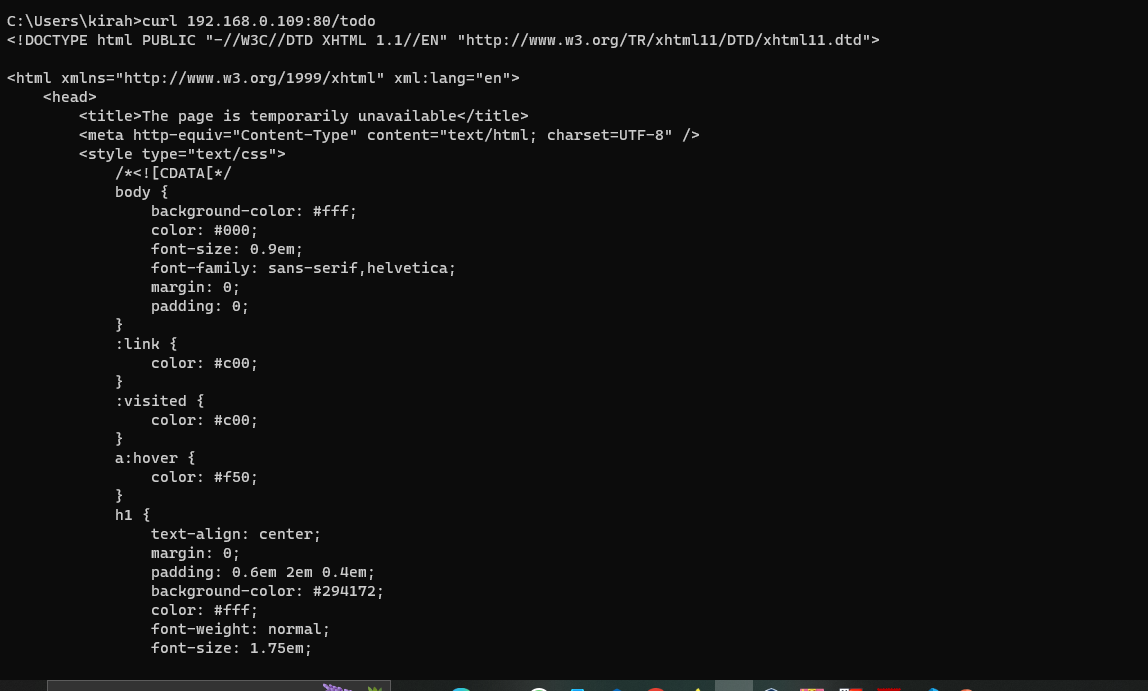 C:\Users\kirah>curl 192.168.0.109:80/todo
<!DOCTYPE html PUBLIC "-//W3C//DTD XHTML 1.1//EN" "http://www.w3.org/TR/xhtml11/DTD/xhtml11.dtd">

<html xmlns="http://www.w3.org/1999/xhtml" xml:lang="en">
    <head>
        <title>The page is temporarily unavailable</title>
        <meta http-equiv="Content-Type" content="text/html; charset=UTF-8" />
        <style type="text/css">
            /*<![CDATA[*/
            body {
                background-color: #fff;
                color: #000;
                font-size: 0.9em;
                font-family: sans-serif,helvetica;
                margin: 0;
                padding: 0;
            }
            :link {
                color: #c00;
            }
            :visited {
                color: #c00;
            }
            a:hover {
                color: #f50;
            }
            h1 {
                text-align: center;
                margin: 0;
                padding: 0.6em 2em 0.4em;
                background-color: #294172;
                color: #fff;
                font-weight: normal;
                font-size: 1.75em;